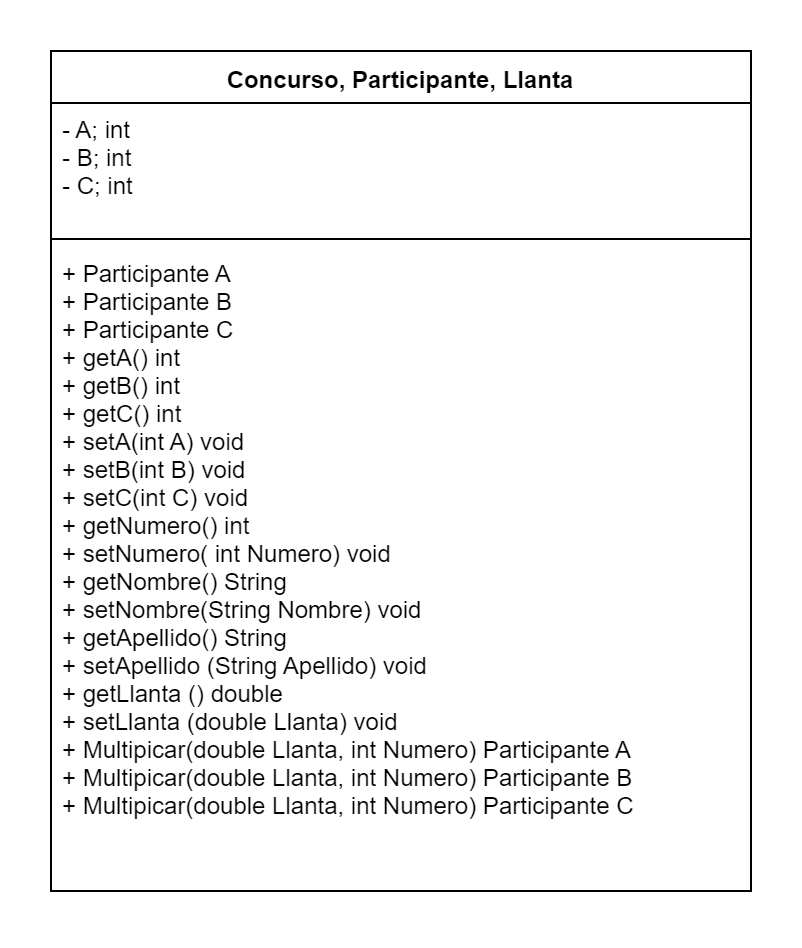 Concurso, Participante, Llanta
- A; int
- B; int
- C; int
+ Participante A
+ Participante B
+ Participante C
+ getA() int
+ getB() int
+ getC() int
+ setA(int A) void
+ setB(int B) void
+ setC(int C) void
+ getNumero() int
+ setNumero( int Numero) void
+ getNombre() String
+ setNombre(String Nombre) void
+ getApellido() String
+ setApellido (String Apellido) void
+ getLlanta () double
+ setLlanta (double Llanta) void
+ Multipicar(double Llanta, int Numero) Participante A
+ Multipicar(double Llanta, int Numero) Participante B
+ Multipicar(double Llanta, int Numero) Participante C